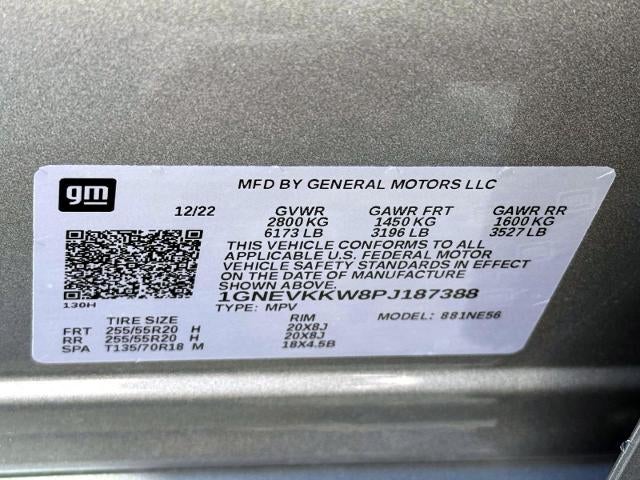 gm
MFD BY GENERAL MOTORS LLC
12/22 GVWR GAWR FRT GAWR RR
2800 KG 1450 KG 1600 KG
6173 LB 3196 LB 3527 LB
THIS VEHICLE CONFORMS TO ALL
APPLICABLE U.S. FEDERAL MOTOR
VEHICLE SAFETY STANDARDS IN EFFECT
ON THE DATE OF MANUFACTURE
SHOWN ABOVE.
1GNEVKKW8PJ187388
130H TYPE: MPV MODEL: 881NE56
TIRE SIZE RIM
FRT 255/55R20 H 20X8J
RR 255/55R20 H 20X8J
SPA T135/70R18 M 18X4.5B